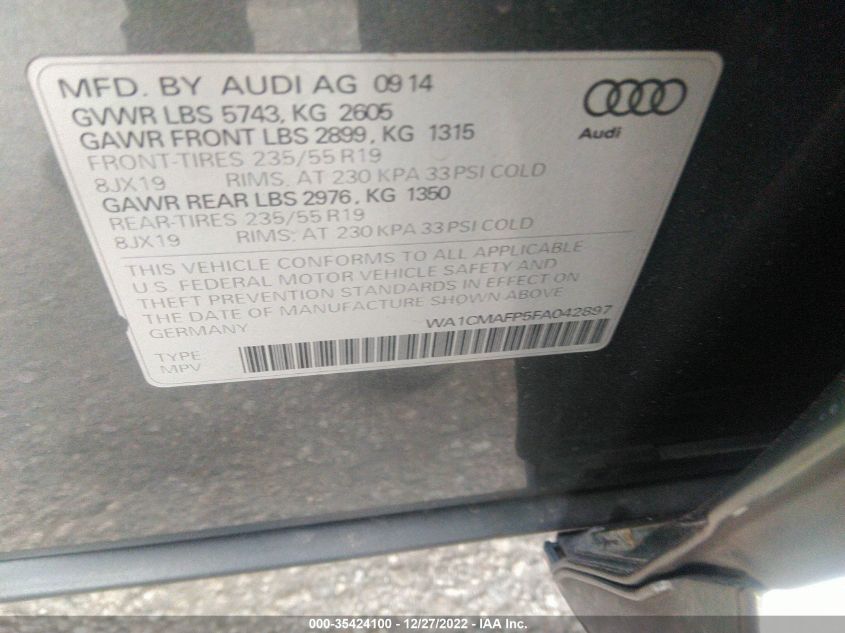 MFD. BY AUDI AG 09 14
GVWR LBS 5743, KG 2605
GAWR FRONT LBS 2899, KG 1315
FRONT-TIRES 235/55 R19
8JX19 RIMS. AT 230 KPA 33 PSI COLD
GAWR REAR LBS 2976, KG 1350
REAR-TIRES 235/55 R19
8JX19 RIMS. AT 230 KPA 33 PSI COLD
Audi
THIS VEHICLE CONFORMS TO ALL APPLICABLE
U.S. FEDERAL MOTOR VEHICLE SAFETY AND
THEFT PREVENTION STANDARDS IN EFFECT ON
THE DATE OF MANUFACTURE SHOWN ABOVE
GERMANY WA1CMAFP5FA042897
TYPE
MPV
000-35424100 - 12/27/2022 - IAA Inc.